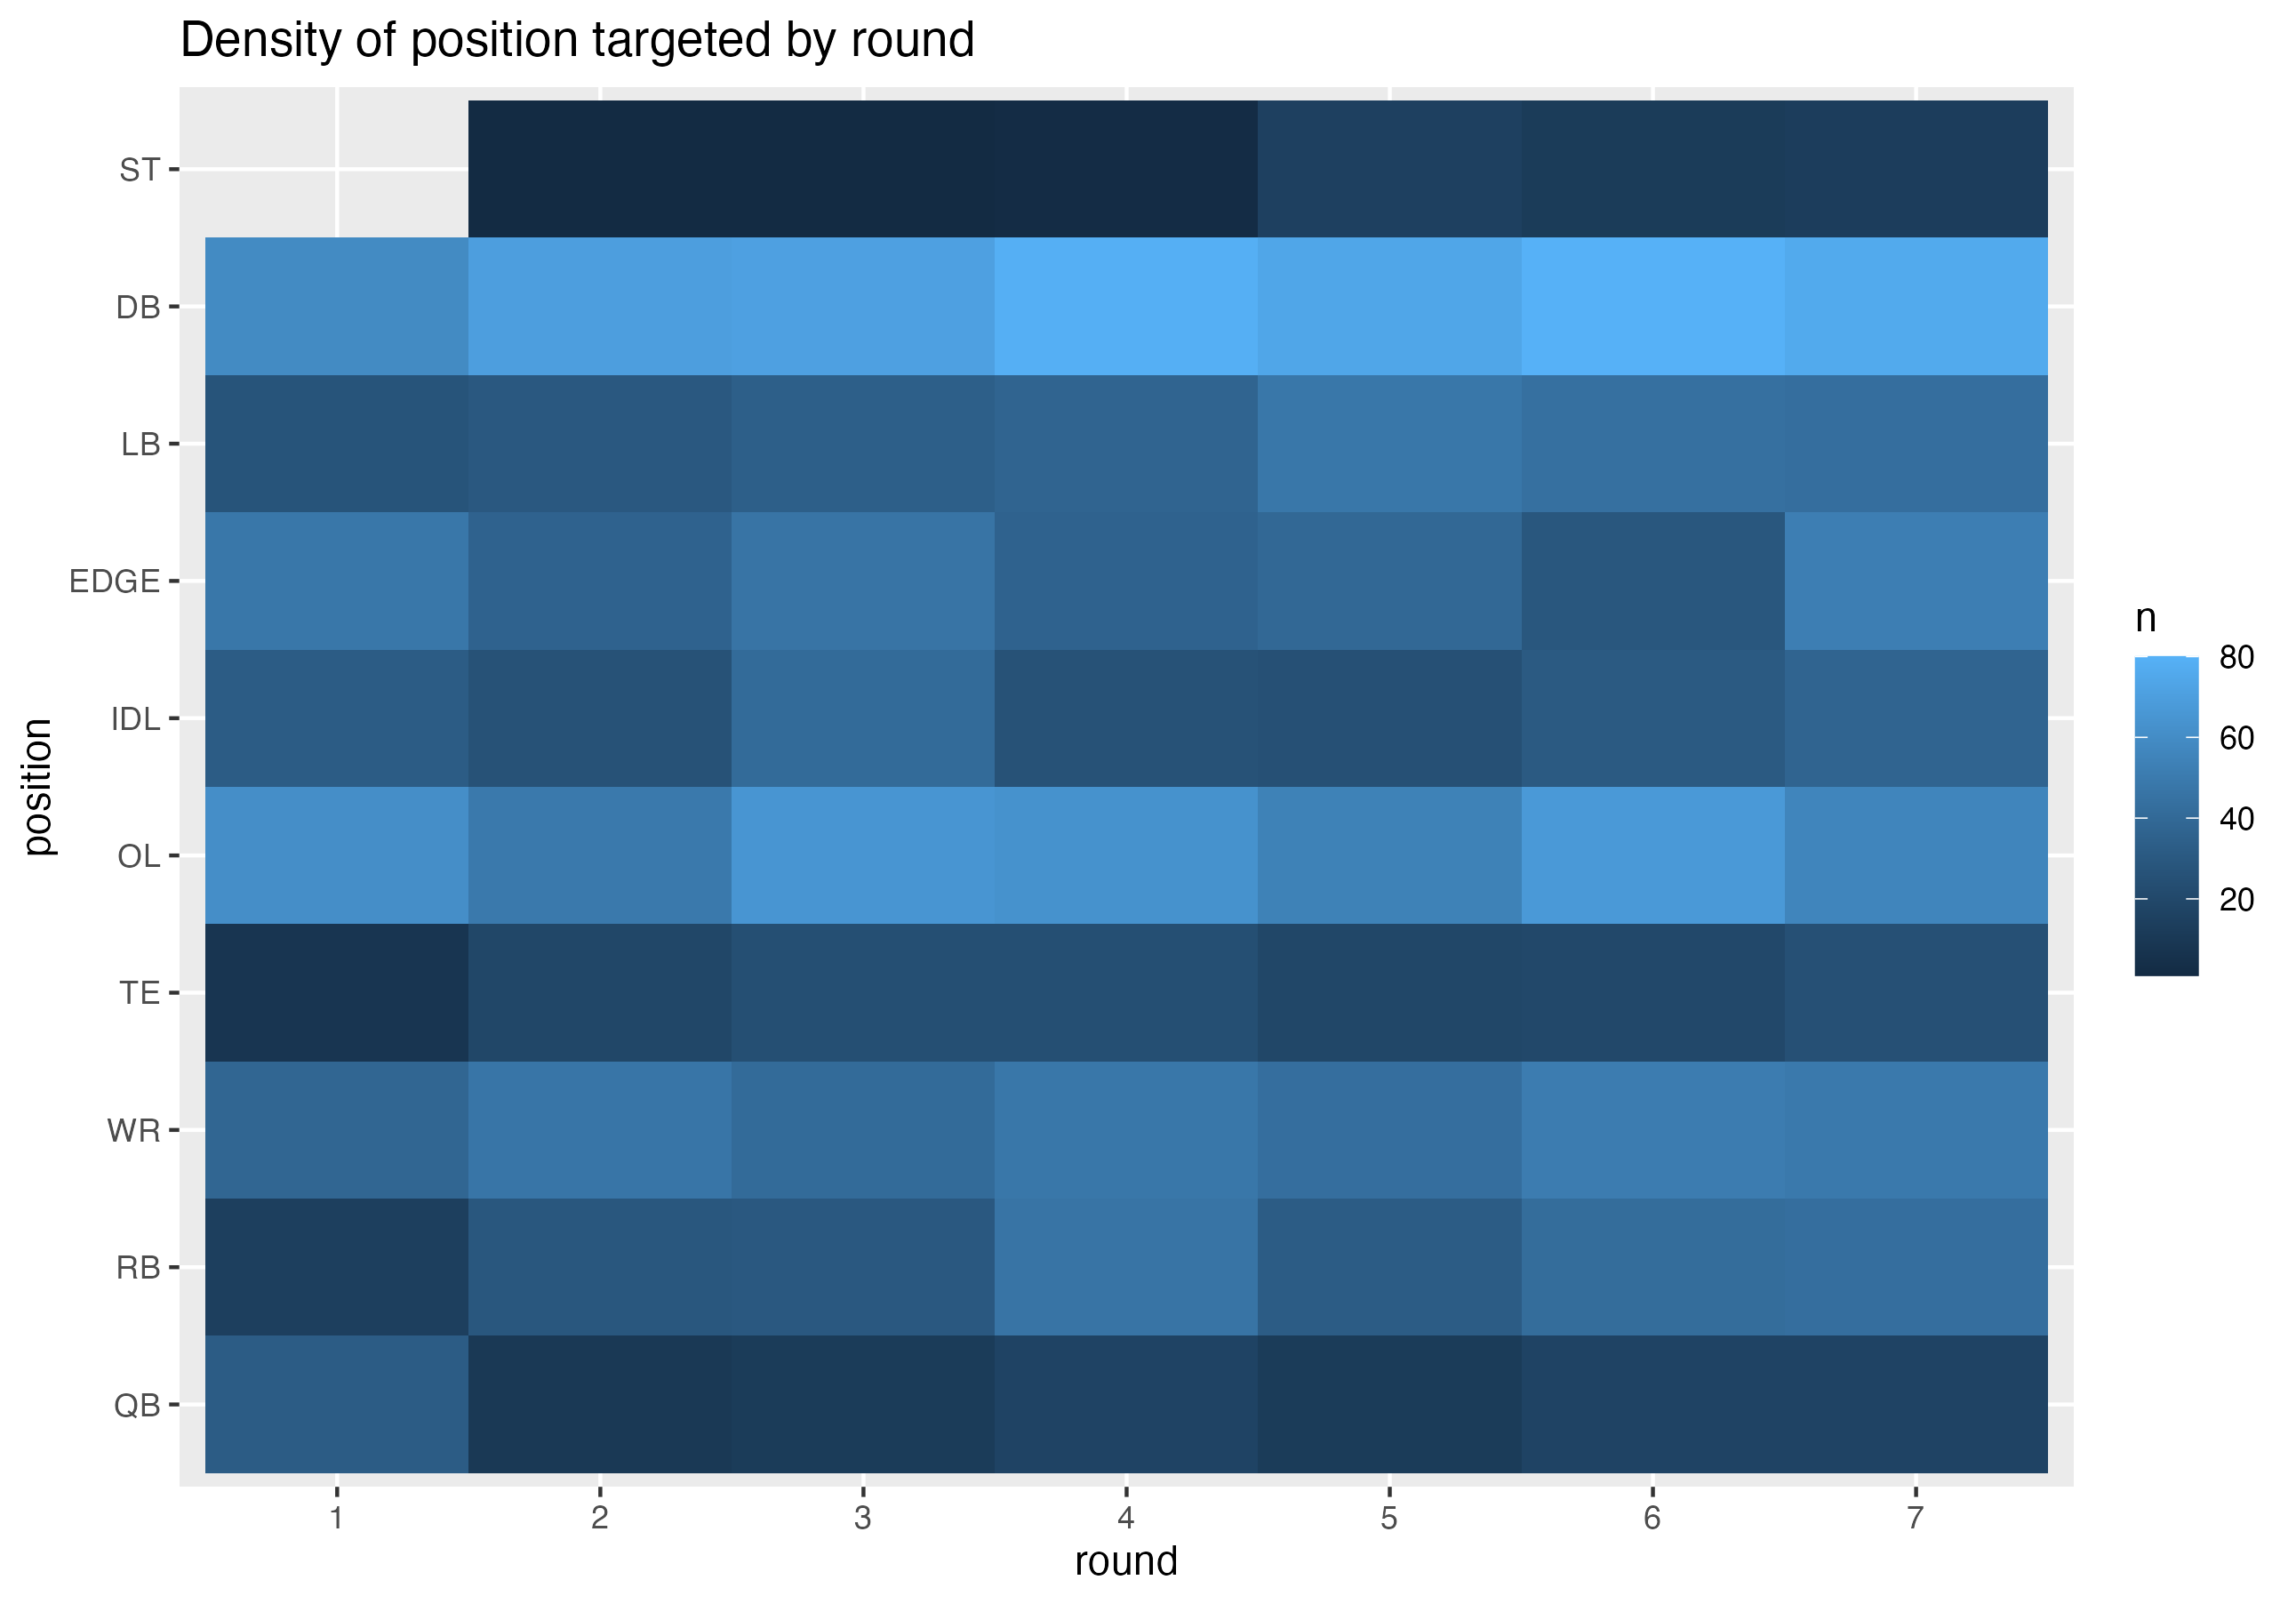 Density of position targeted by round
position
ST
DB
LB
EDGE
IDL
OL
TE
WR
RB
QB
1 2 3 4 5 6 7
round
n
80
60
40
20